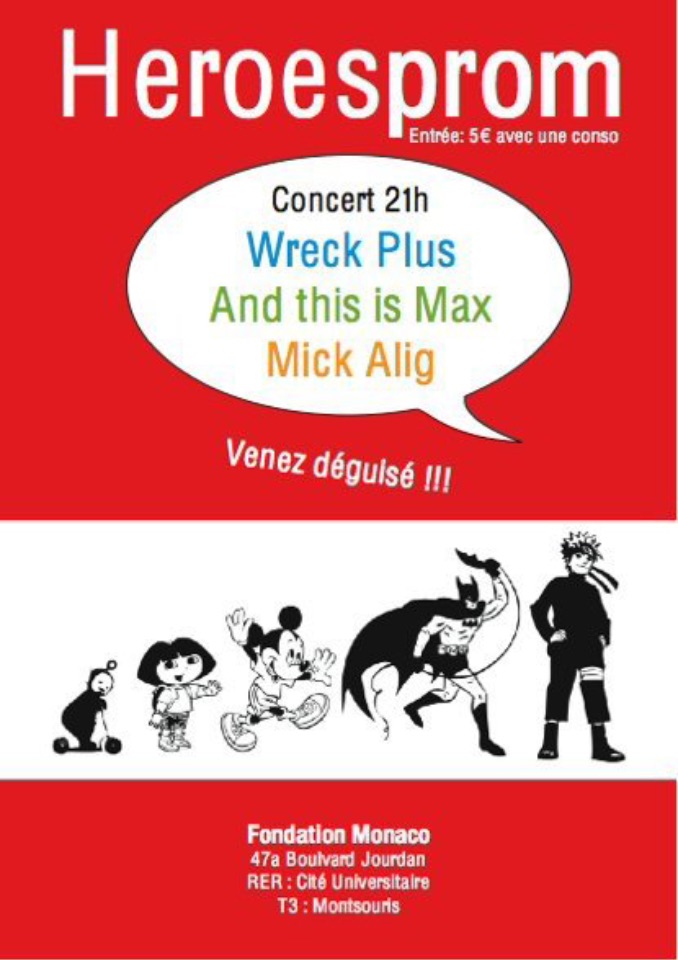 Heroesprom
Entrée: 5€ avec une conso
Concert 21h
Wreck Plus
And this is Max
Mick Alig
Venez déguisé !!!
Fondation Monaco
47a Boulvard Jourdan
RER : Cité Universitaire
T3 : Montsouris